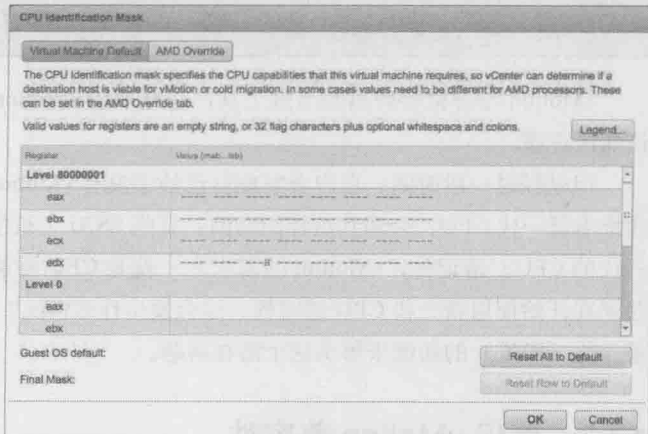 CPU Identification Mask
Virtual Machine Default AMD Override
The CPU Identification mask specifies the CPU capabilities that this virtual machine requires, so vCenter can determine if a
destination host is viable for vMotion or cold migration. In some cases values need to be different for AMD processors. These
can be set in the AMD Override tab.
Valid values for registers are an empty string, or 32 flag characters plus optional whitespace and colons.
Legend...
Register Value (msb...lsb)
Level 80000001
eax ---- ---- ---- ---- ---- ---- ---- ----
ebx ---- ---- ---- ---- ---- ---- ---- ----
ecx ---- ---- ---- ---- ---- ---- ---- ----
edx ---- ---- ---H ---- ---- ---- ---- ----
Level 0
eax
ebx
Guest OS default:
Reset All to Default
Final Mask:
Reset Row to Default
OK Cancel